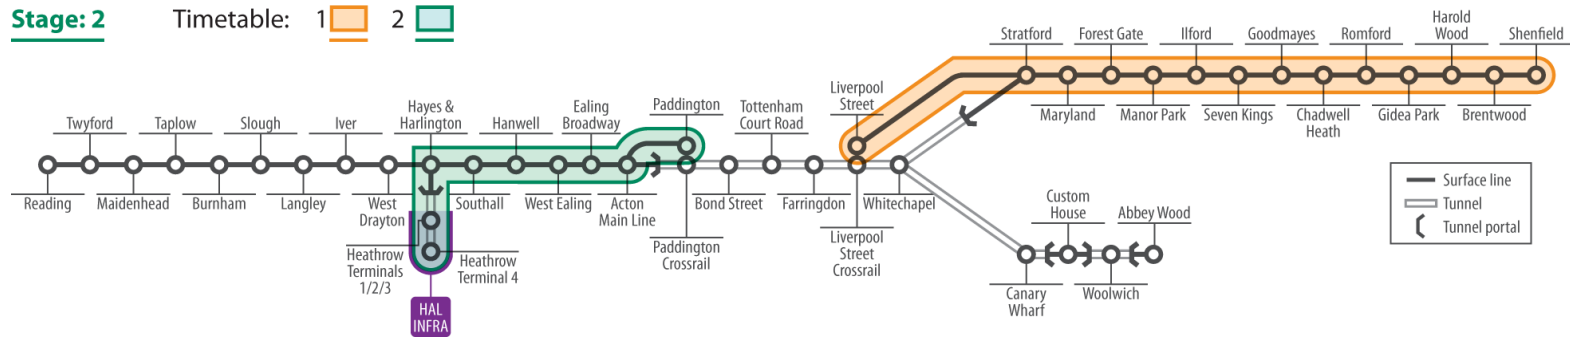 Stage: 2
Timetable: 1 2
Stratford
Forest Gate
Ilford
Goodmayes
Romford
Harold
Wood
Shenfield
Liverpool
Street
Maryland
Manor Park
Seven Kings
Chadwell
Heath
Gidea Park
Brentwood
Twyford
Taplow
Slough
Iver
Hayes &
Harlington
Hanwell
Ealing
Broadway
Paddington
Tottenham
Court Road
Reading
Maidenhead
Burnham
Langley
West
Drayton
Southall
West Ealing
Acton
Main Line
Bond Street
Farringdon
Whitechapel
Paddington
Crossrail
Liverpool
Street
Crossrail
Heathrow
Terminals
1/2/3
Heathrow
Terminal 4
HAL
INFRA
Custom
House
Abbey Wood
Canary
Wharf
Woolwich
Surface line
Tunnel
Tunnel portal